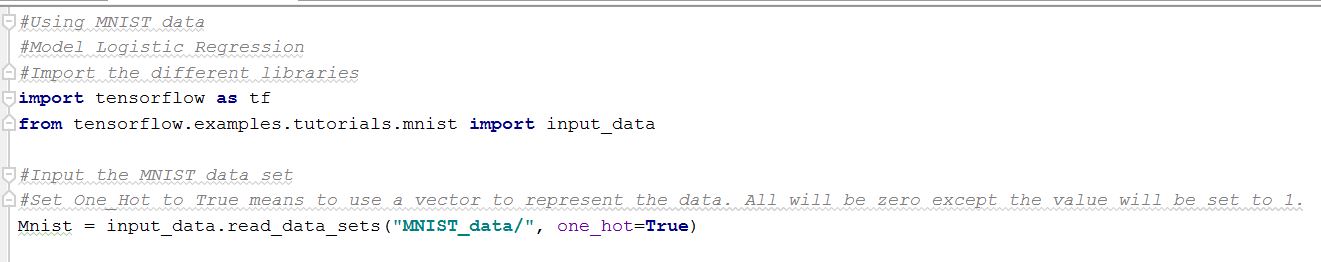 #Using MNIST data
#Model Logistic Regression
#Import the different libraries
import tensorflow as tf
from tensorflow.examples.tutorials.mnist import input_data
#Input the MNIST data set
#Set One_Hot to True means to use a vector to represent the data. All will be zero except the value will be set to 1.
Mnist = input_data.read_data_sets("MNIST_data/", one_hot=True)